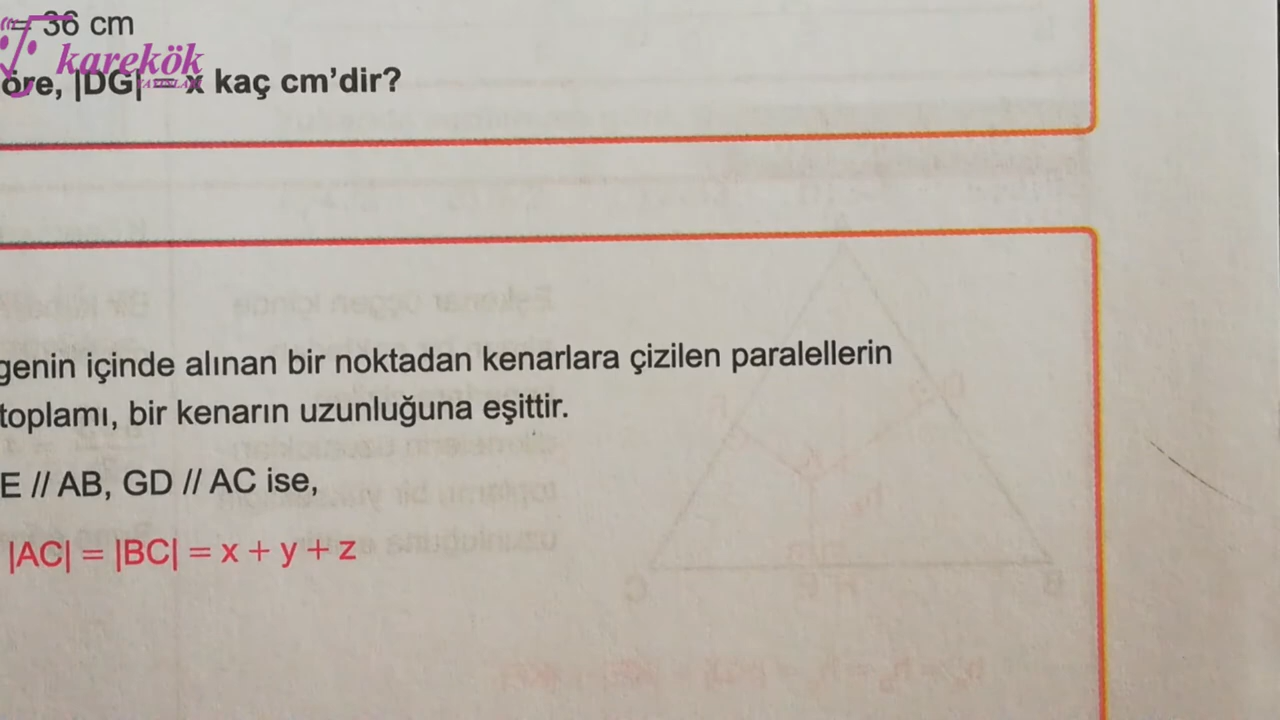 = 36 cm
karekök
öre, |DG| = x kaç cm'dir?
genin içinde alınan bir noktadan kenarlara çizilen paralellerin
toplamı, bir kenarın uzunluğuna eşittir.
E // AB, GD // AC ise,
|AC| = |BC| = x + y + z